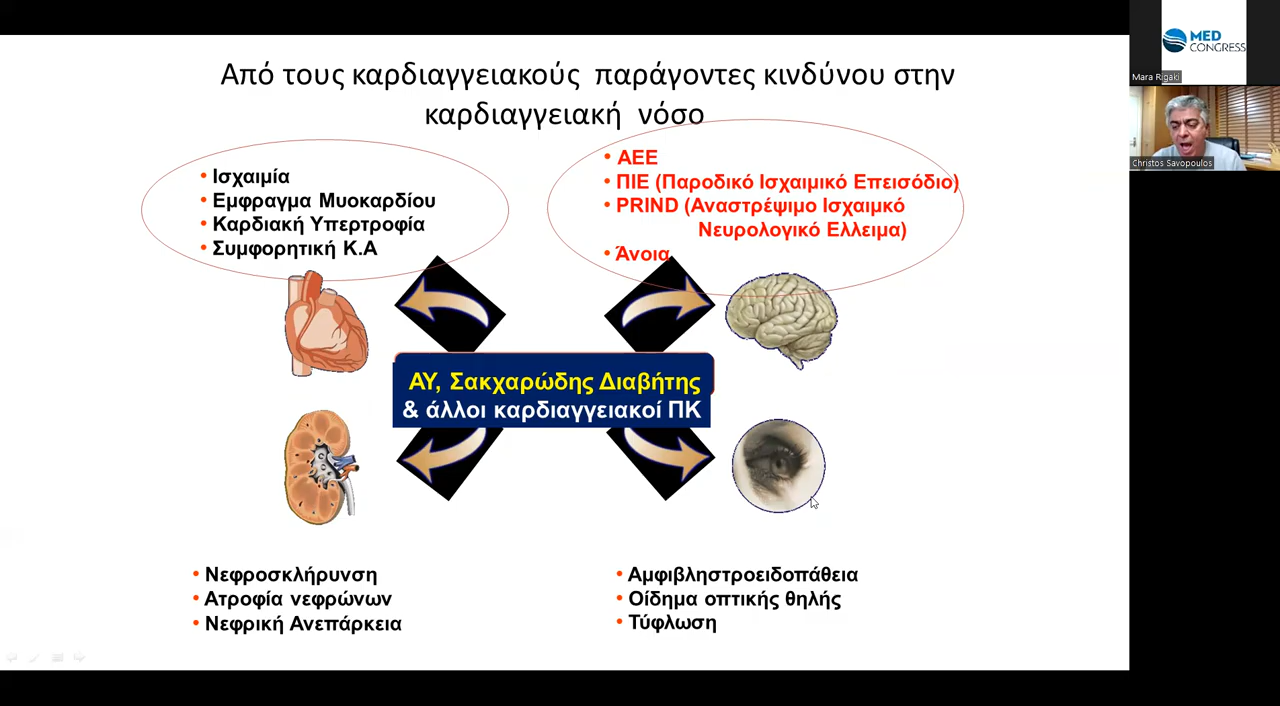 Από τους καρδιαγγειακούς παράγοντες κινδύνου στην
καρδιαγγειακή νόσο
• Ισχαιμία
• Εμφραγμα Μυοκαρδίου
• Καρδιακή Υπερτροφία
• Συμφορητική Κ.Α
• ΑΕΕ
• ΠΙΕ (Παροδικό Ισχαιμικό Επεισόδιο)
• PRIND (Αναστρέψιμο Ισχαιμκό
Νευρολογικό Ελλειμα)
• Άνοια
ΑΥ, Σακχαρώδης Διαβήτης
& άλλοι καρδιαγγειακοί ΠΚ
• Νεφροσκλήρυνση
• Ατροφία νεφρώνων
• Νεφρική Ανεπάρκεια
• Αμφιβληστροειδοπάθεια
• Οίδημα οπτικής θηλής
• Τύφλωση
MED
CONGRESS
Mara Rigaki
Christos Savopoulos